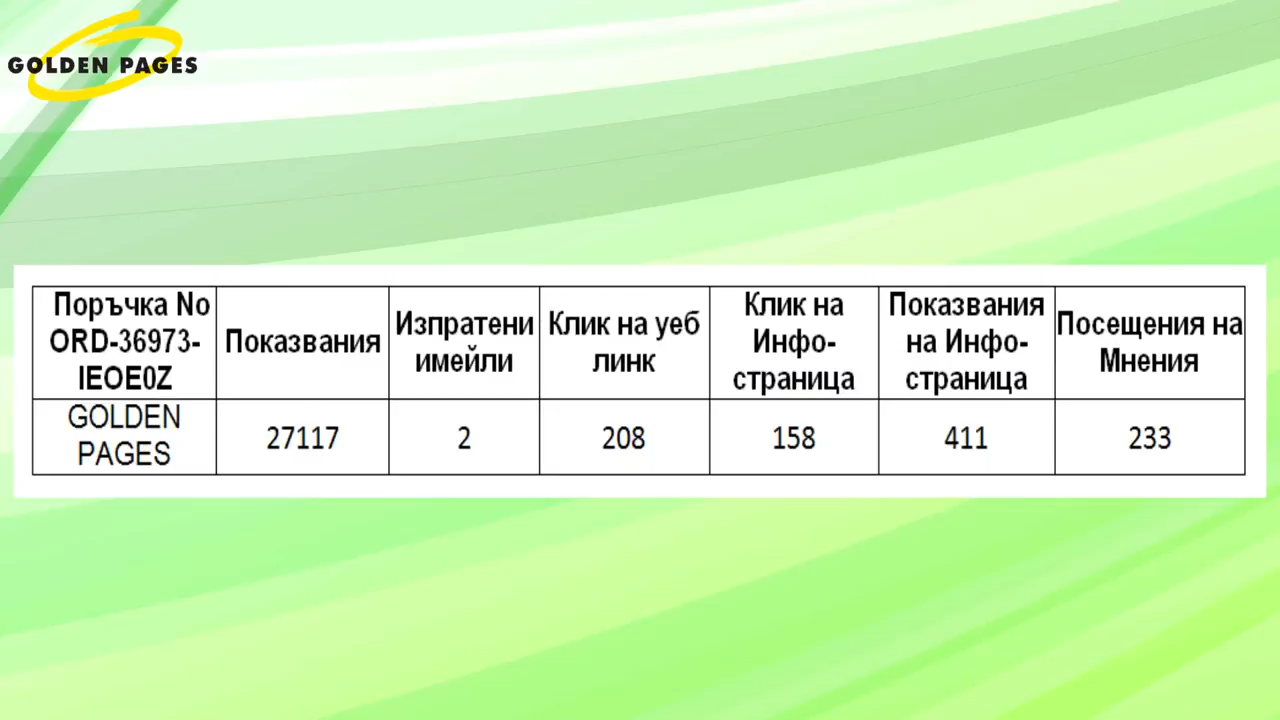 GOLDEN PAGES
Поръчка No
ORD-36973-
IEOE0Z
Показвания
Изпратени
имейли
Клик на уеб
линк
Клик на
Инфо-
страница
Показвания
на Инфо-
страница
Посещения на
Мнения
GOLDEN
PAGES
27117
2
208
158
411
233